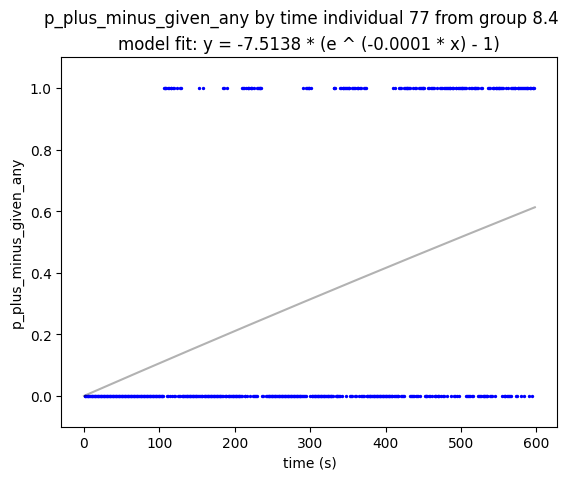 p_plus_minus_given_any by time individual 77 from group 8.4
model fit: y = -7.5138 * (e ^ (-0.0001 * x) - 1)
1.0
0.8
0.6
0.4
0.2
0.0
p_plus_minus_given_any
0 100 200 300 400 500 600
time (s)